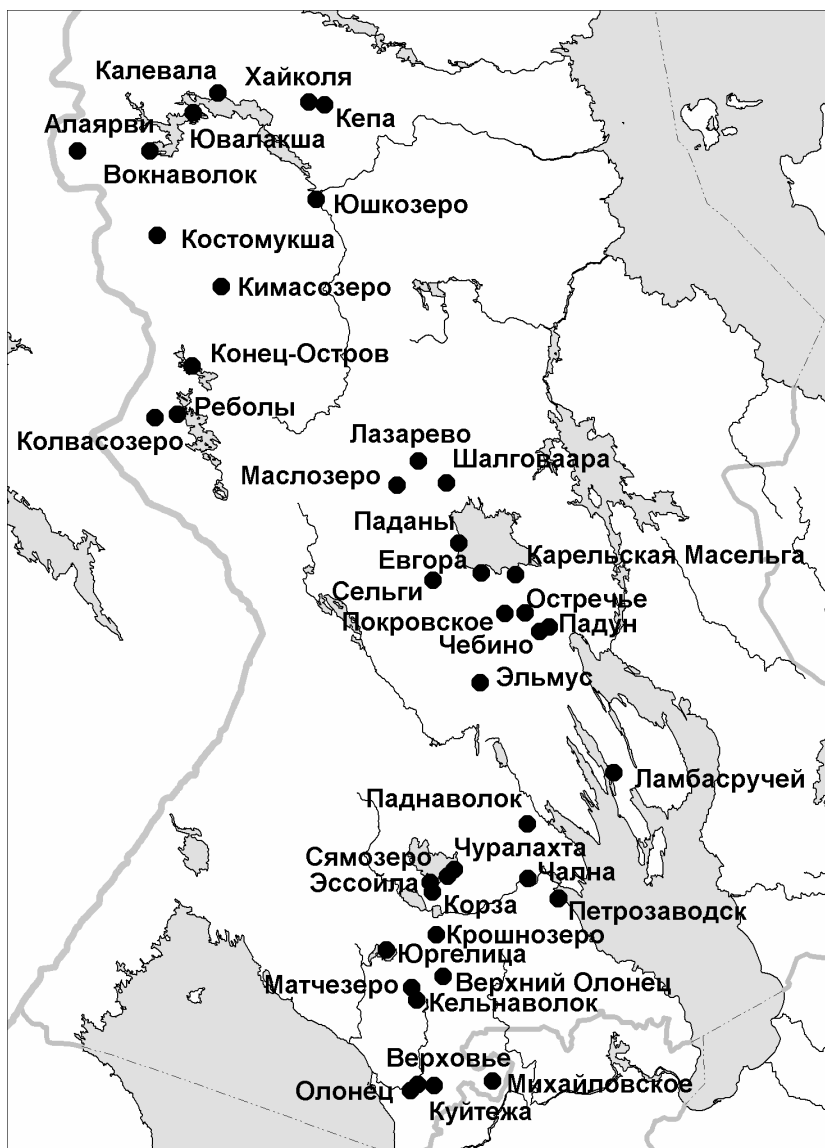 Калевала
Хайколя
Кепа
Алаярви
Ювалакша
Вокнаволок
Юшкозеро
Костомукша
Кимасозеро
Конец-Остров
Реболы
Колвасозеро
Лазарево
Шалговаара
Маслозеро
Паданы
Евгора
Карельская Масельга
Сельги
Остречье
Покровское
Падун
Чебино
Эльмус
Ламбасручей
Паднаволок
Чуралахта
Сямозеро
Чална
Эссойла
Корза
Петрозаводск
Крошнозеро
Юргелица
Верхний Олонец
Матчезеро
Кельнаволок
Верховье
Михайловское
Олонец
Куйтежа